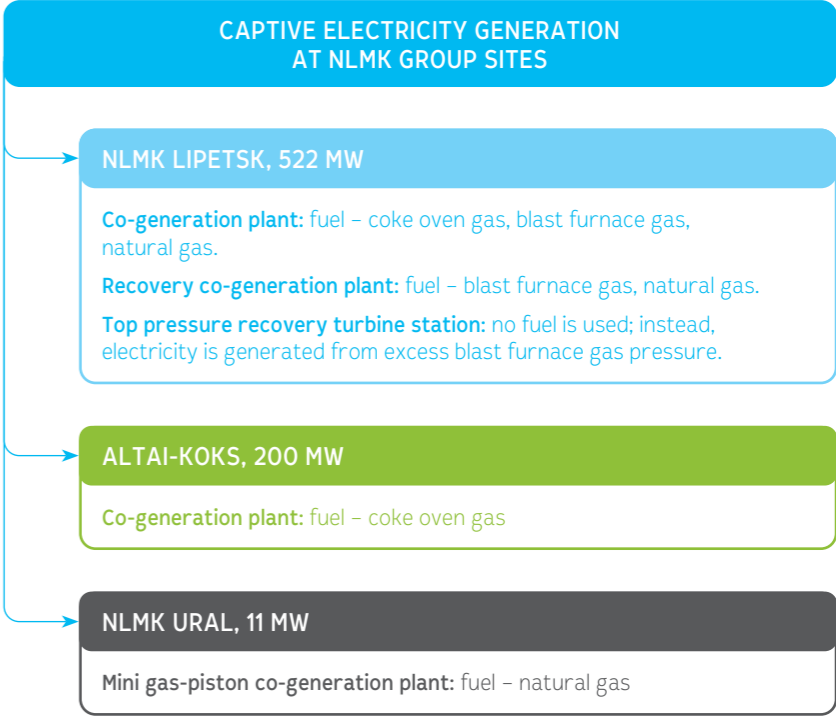 CAPTIVE ELECTRICITY GENERATION
AT NLMK GROUP SITES
NLMK LIPETSK, 522 MW
Co-generation plant: fuel – coke oven gas, blast furnace gas,
natural gas.
Recovery co-generation plant: fuel – blast furnace gas, natural gas.
Top pressure recovery turbine station: no fuel is used; instead,
electricity is generated from excess blast furnace gas pressure.
ALTAI-KOKS, 200 MW
Co-generation plant: fuel – coke oven gas
NLMK URAL, 11 MW
Mini gas-piston co-generation plant: fuel – natural gas